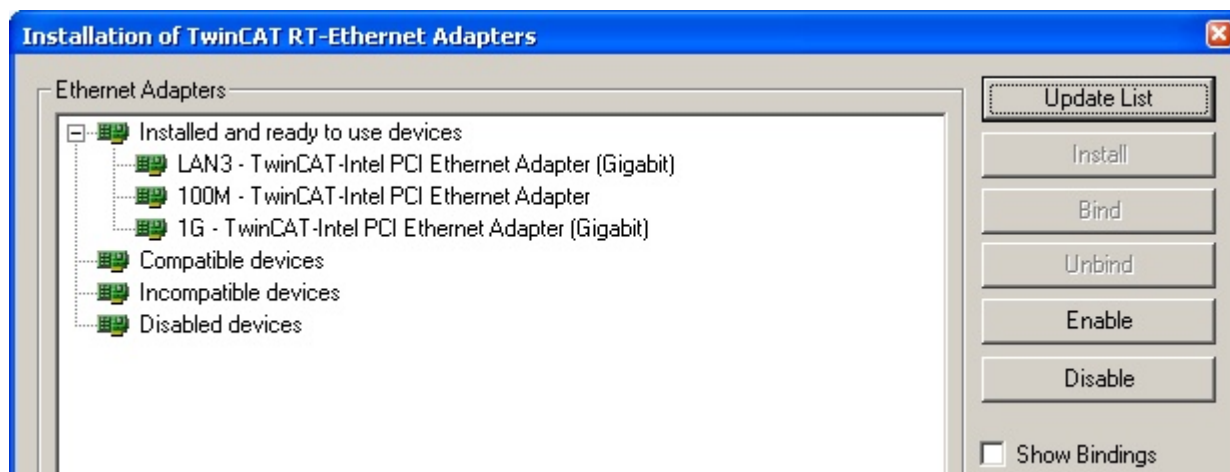 Installation of TwinCAT RT-Ethernet Adapters
Ethernet Adapters
Installed and ready to use devices
LAN3 - TwinCAT-Intel PCI Ethernet Adapter (Gigabit)
100M - TwinCAT-Intel PCI Ethernet Adapter
1G - TwinCAT-Intel PCI Ethernet Adapter (Gigabit)
Compatible devices
Incompatible devices
Disabled devices
Update List
Install
Bind
Unbind
Enable
Disable
Show Bindings